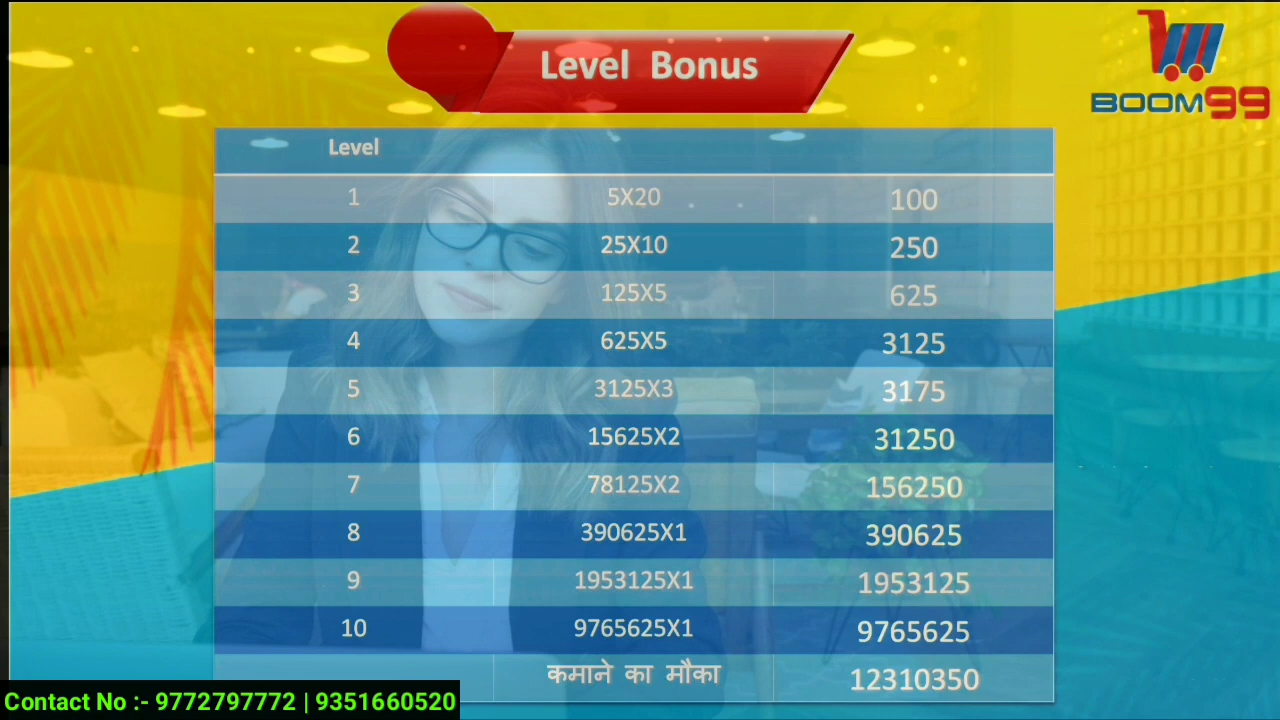 Level Bonus
BOOM99
Level
1 5X20 100
2 25X10 250
3 125X5 625
4 625X5 3125
5 3125X3 3175
6 15625X2 31250
7 78125X2 156250
8 390625X1 390625
9 1953125X1 1953125
10 9765625X1 9765625
कमाने का मौका 12310350
Contact No :- 9772797772 | 9351660520